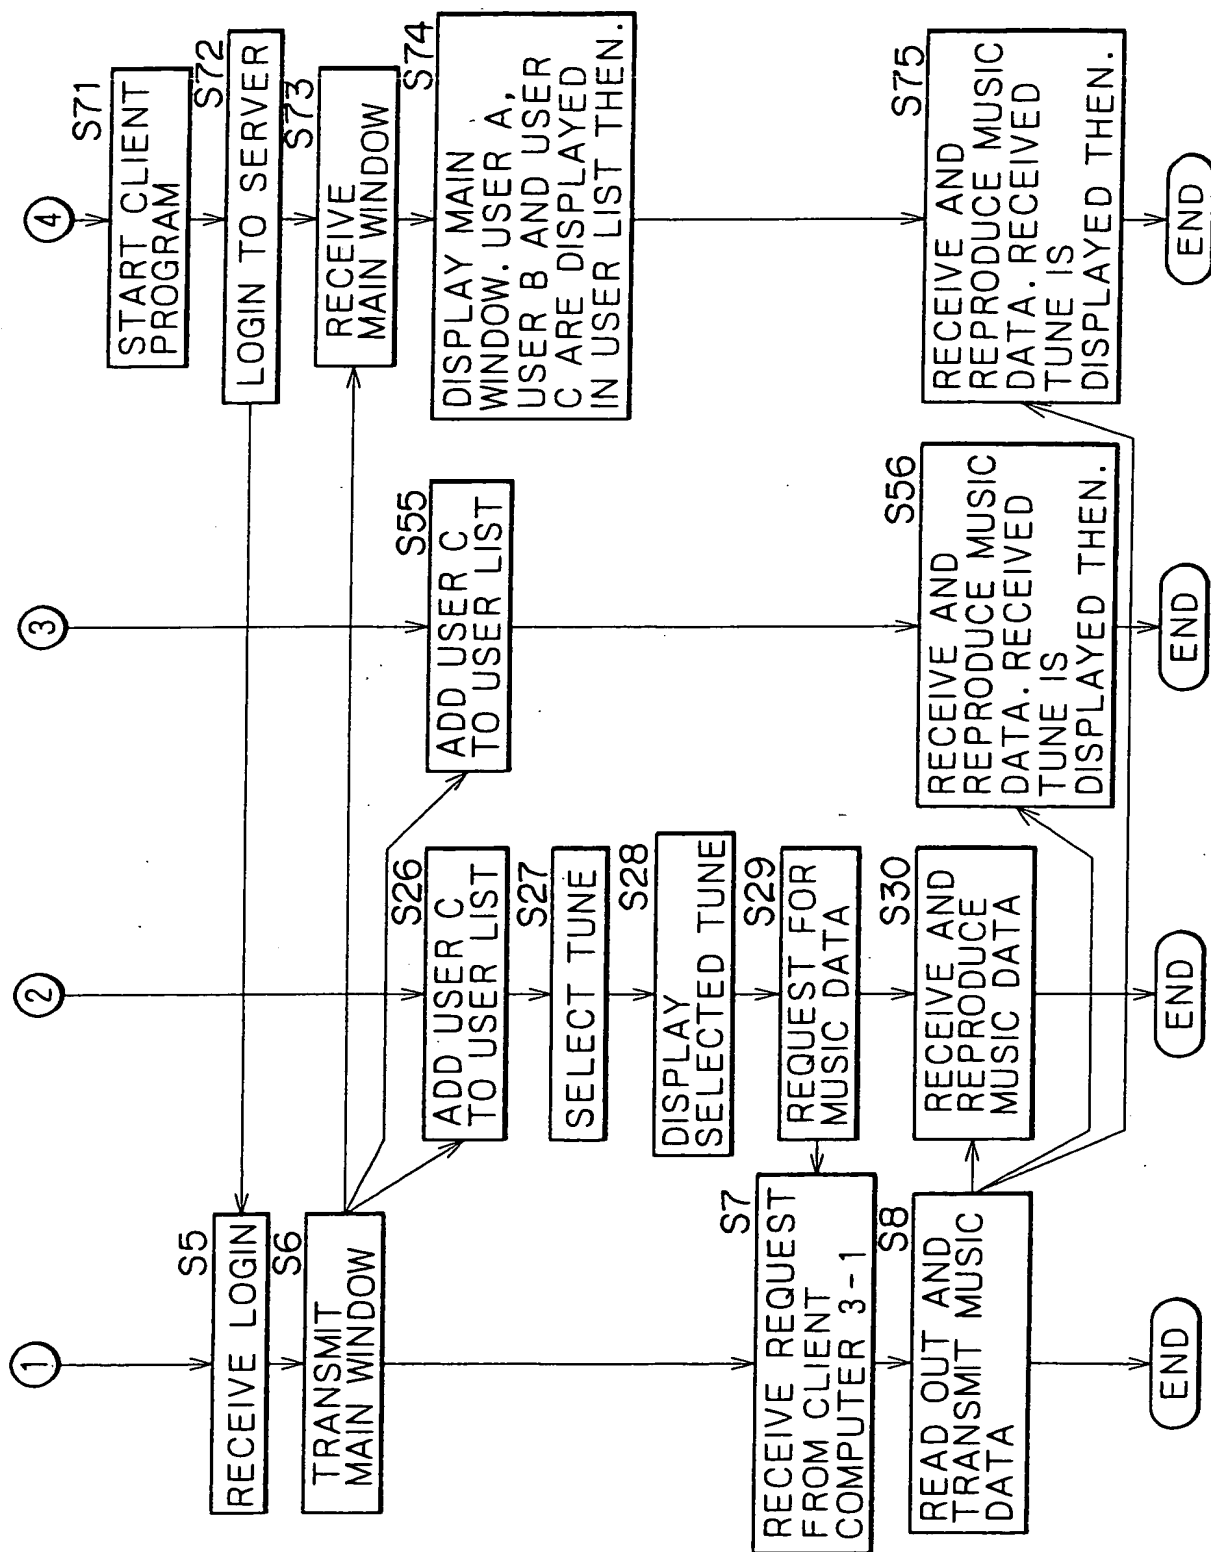 1
S5
RECEIVE LOGIN
S6
TRANSMIT
MAIN WINDOW
S7
RECEIVE REQUEST
FROM CLIENT
COMPUTER 3-1
S8
READ OUT AND
TRANSMIT MUSIC
DATA
END
2
S26
ADD USER C
TO USER LIST
S27
SELECT TUNE
S28
DISPLAY
SELECTED TUNE
S29
REQUEST FOR
MUSIC DATA
S30
RECEIVE AND
REPRODUCE
MUSIC DATA
END
3
S55
ADD USER C
TO USER LIST
S56
RECEIVE AND
REPRODUCE MUSIC
DATA. RECEIVED
TUNE IS
DISPLAYED THEN.
END
4
S71
START CLIENT
PROGRAM
S72
LOGIN TO SERVER
S73
RECEIVE
MAIN WINDOW
S74
DISPLAY MAIN
WINDOW. USER A,
USER B AND USER
C ARE DISPLAYED
IN USER LIST THEN.
S75
RECEIVE AND
REPRODUCE MUSIC
DATA. RECEIVED
TUNE IS
DISPLAYED THEN.
END